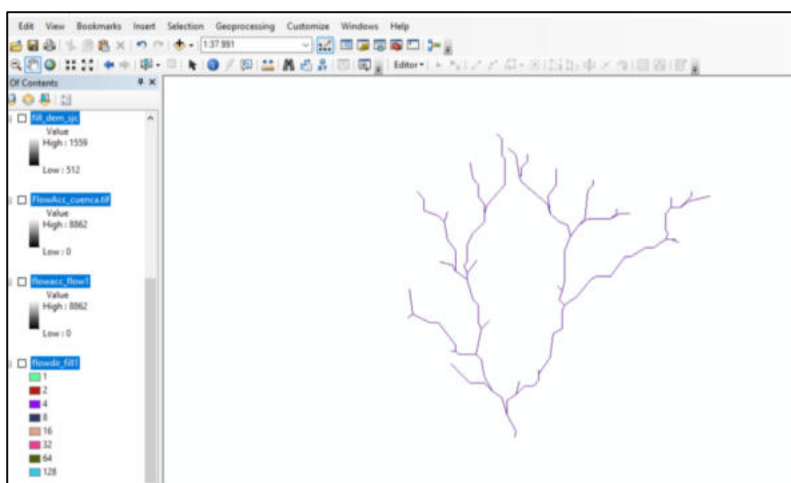 Edit View Bookmarks Insert Selection Geoprocessing Customize Windows Help
1:37.991
Editor
Of Contents
fill_dem_sjc
Value
High : 1559
Low : 512
FlowAcc_cuenca.tif
Value
High : 8862
Low : 0
flowacc_flow1
Value
High : 8862
Low : 0
flowdir_fill1
1
2
4
8
16
32
64
128